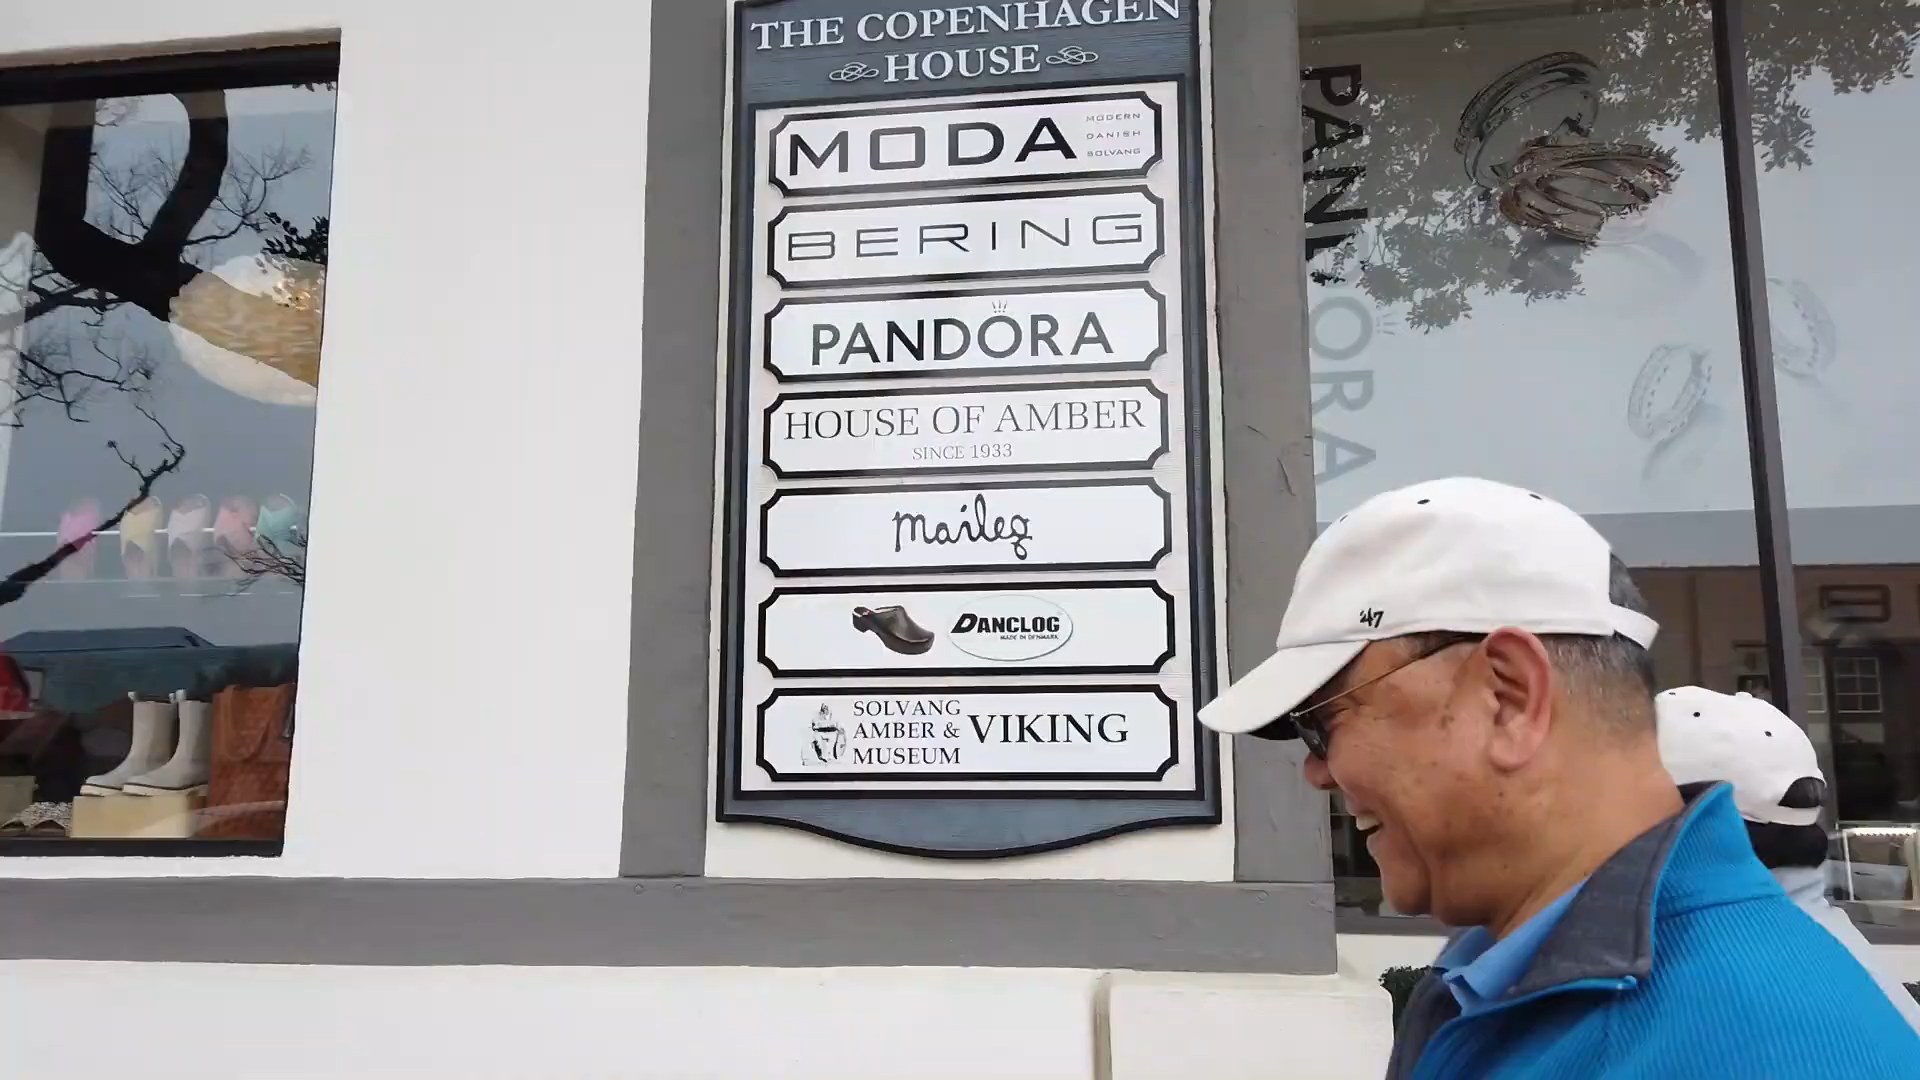 THE COPENHAGEN
HOUSE
MODA
MODERN
DANISH
SOLVANG
BERING
PANDORA
HOUSE OF AMBER
SINCE 1933
maileg
DANCLOG
MADE IN DENMARK
SOLVANG
AMBER &
MUSEUM
VIKING
PANDORA
'47